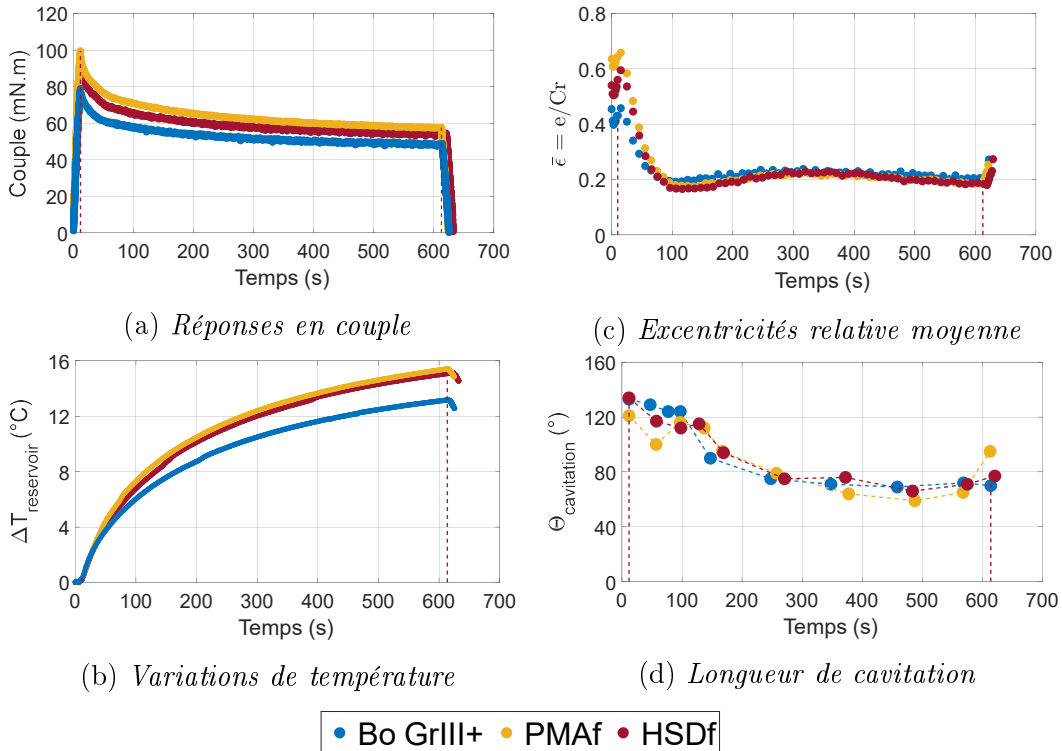 120
100
80
60
40
20
0
Couple (mN.m)
0 100 200 300 400 500 600 700
Temps (s)
(a) Réponses en couple
0.8
0.6
0.4
0.2
0
ε̄ = e/Cr
0 100 200 300 400 500 600 700
Temps (s)
(c) Excentricités relative moyenne
16
12
8
4
0
ΔT_reservoir (°C)
0 100 200 300 400 500 600 700
Temps (s)
(b) Variations de température
160
120
80
40
0
Θ_cavitation (°)
0 100 200 300 400 500 600 700
Temps (s)
(d) Longueur de cavitation
Bo GrIII+ PMAf HSDf